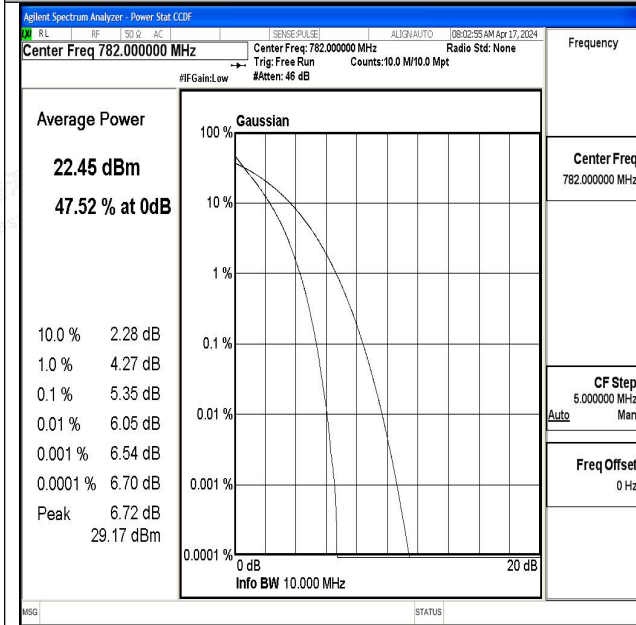 Agilent Spectrum Analyzer - Power Stat CCDF
RL RF 50 Ω AC SENSE:PULSE ALIGN AUTO 08:02:55 AM Apr 17, 2024
Center Freq 782.000000 MHz
Center Freq: 782.000000 MHz Radio Std: None
Trig: Free Run Counts:10.0 M/10.0 Mpt
#IFGain:Low #Atten: 46 dB
Frequency
Average Power
22.45 dBm
47.52 % at 0dB
10.0 % 2.28 dB
1.0 % 4.27 dB
0.1 % 5.35 dB
0.01 % 6.05 dB
0.001 % 6.54 dB
0.0001 % 6.70 dB
Peak 6.72 dB
29.17 dBm
Gaussian
100 %
10 %
1 %
0.1 %
0.01 %
0.001 %
0.0001 %
0 dB 20 dB
Info BW 10.000 MHz
Center Freq
782.000000 MHz
CF Step
5.000000 MHz
Auto Man
Freq Offset
0 Hz
MSG STATUS